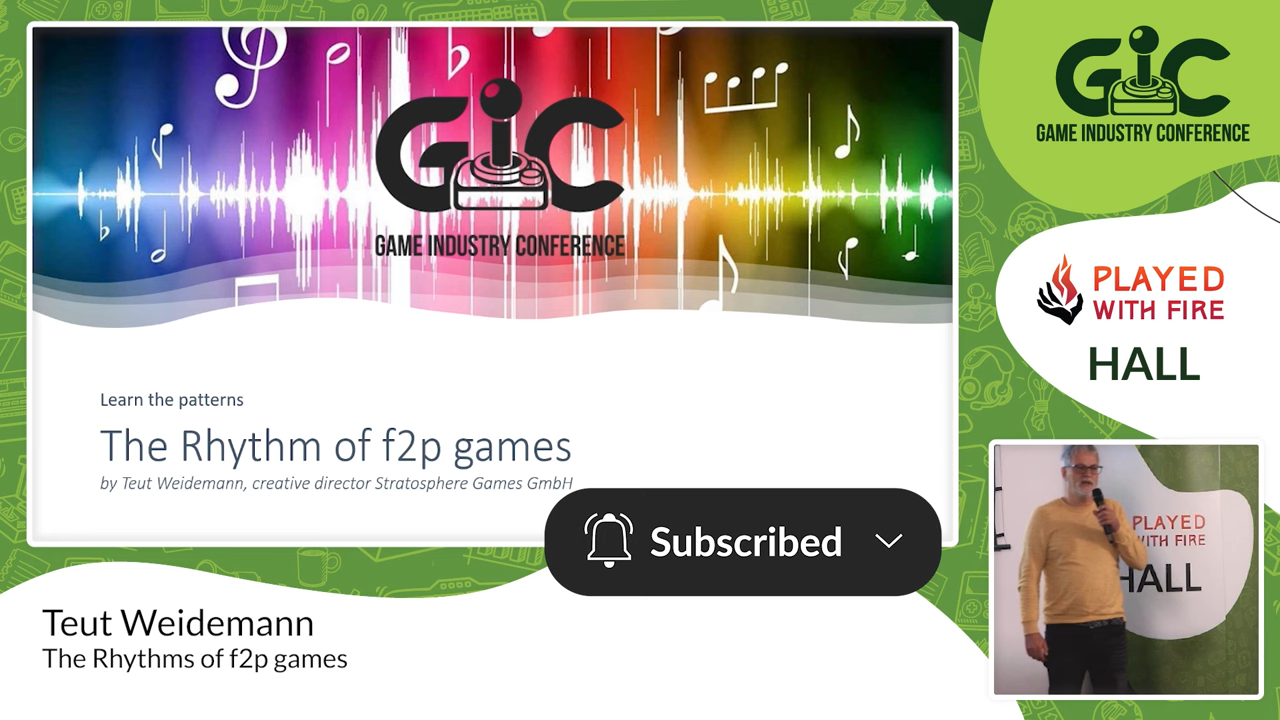 GiC
GAME INDUSTRY CONFERENCE
Learn the patterns
The Rhythm of f2p games
by Teut Weidemann, creative director Stratosphere Games GmbH
Subscribed
Teut Weidemann
The Rhythms of f2p games
GiC
GAME INDUSTRY CONFERENCE
PLAYED
WITH FIRE
HALL
PLAYED
WITH FIRE
HALL